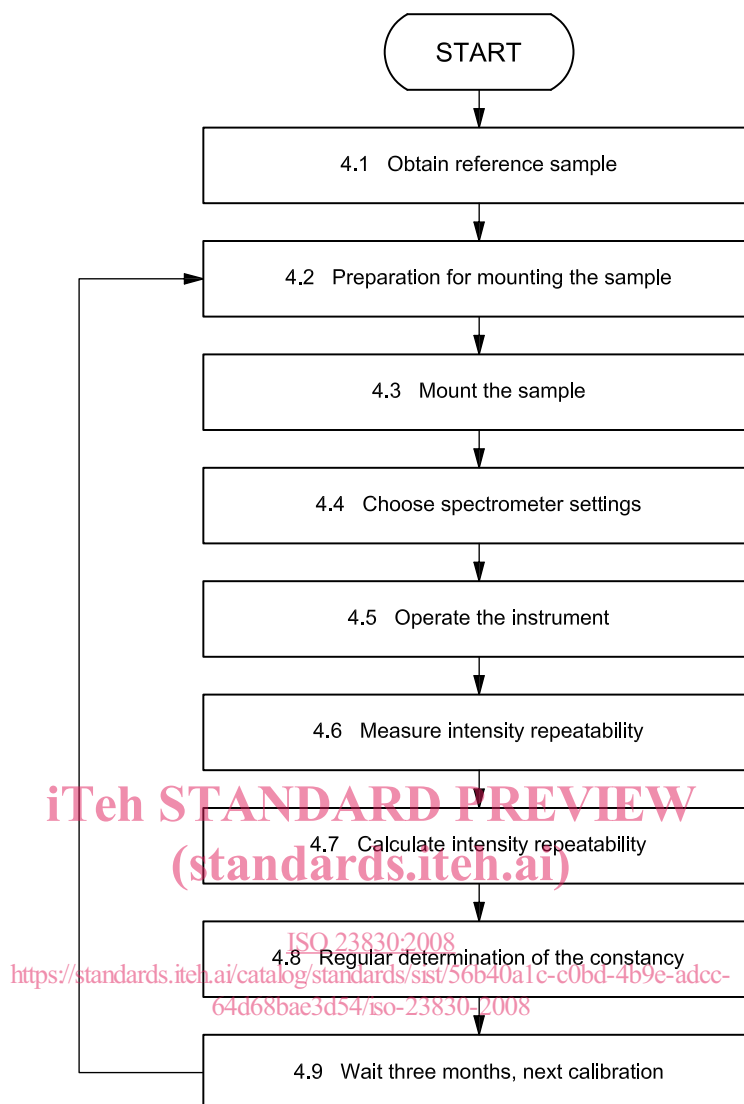 START
4.1 Obtain reference sample
4.2 Preparation for mounting the sample
4.3 Mount the sample
4.4 Choose spectrometer settings
4.5 Operate the instrument
4.6 Measure intensity repeatability
iTeh STANDARD PREVIEW
4.7 Calculate intensity repeatability
(standards.iteh.ai)
ISO 23830:2008
4.8 Regular determination of the constancy
https://standards.iteh.ai/catalog/standards/sist/56b40a1c-c0bd-4b9e-adcc-
64d68bae3d54/iso-23830-2008
4.9 Wait three months, next calibration